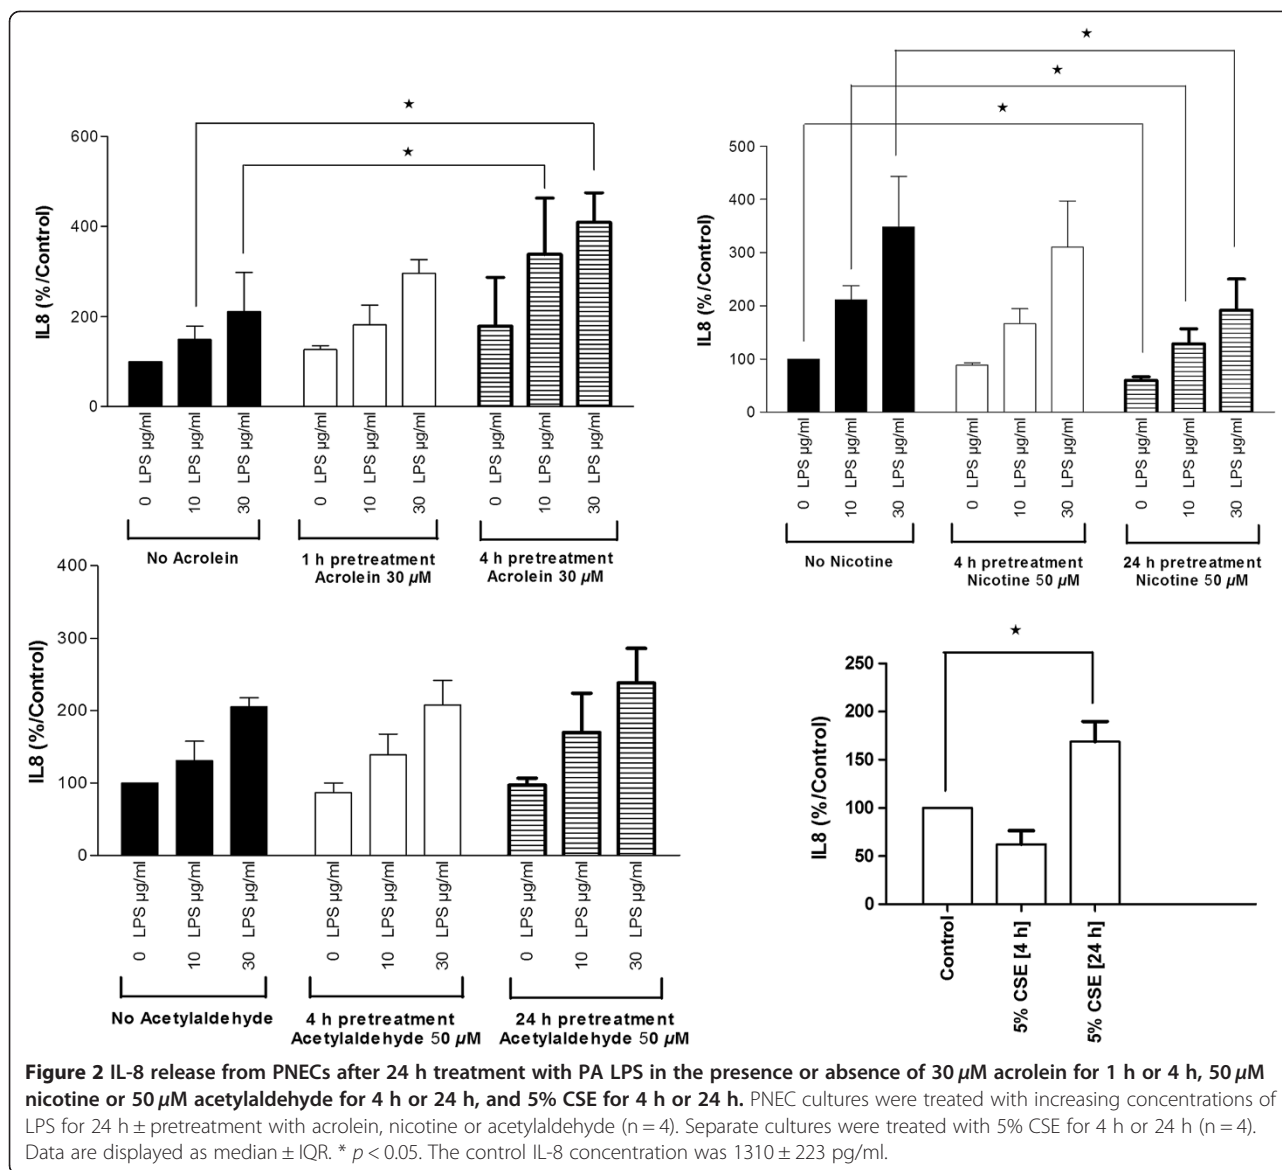 ★
★
600
400
200
0
IL8 (%/Control)
0 LPS µg/ml
10 LPS µg/ml
30 LPS µg/ml
0 LPS µg/ml
10 LPS µg/ml
30 LPS µg/ml
0 LPS µg/ml
10 LPS µg/ml
30 LPS µg/ml
No Acrolein
1 h pretreatment
Acrolein 30 µM
4 h pretreatment
Acrolein 30 µM
★
★
★
500
400
300
200
100
0
IL8 (%/Control)
0 LPS µg/ml
10 LPS µg/ml
30 LPS µg/ml
0 LPS µg/ml
10 LPS µg/ml
30 LPS µg/ml
0 LPS µg/ml
10 LPS µg/ml
30 LPS µg/ml
No Nicotine
4 h pretreatment
Nicotine 50 µM
24 h pretreatment
Nicotine 50 µM
400
300
200
100
0
IL8 (%/Control)
0 LPS µg/ml
10 LPS µg/ml
30 LPS µg/ml
0 LPS µg/ml
10 LPS µg/ml
30 LPS µg/ml
0 LPS µg/ml
10 LPS µg/ml
30 LPS µg/ml
No Acetylaldehyde
4 h pretreatment
Acetylaldehyde 50 µM
24 h pretreatment
Acetylaldehyde 50 µM
★
250
200
150
100
50
0
IL8 (%/Control)
Control
5% CSE [4 h]
5% CSE [24 h]
Figure 2 IL-8 release from PNECs after 24 h treatment with PA LPS in the presence or absence of 30 µM acrolein for 1 h or 4 h, 50 µM
nicotine or 50 µM acetylaldehyde for 4 h or 24 h, and 5% CSE for 4 h or 24 h. PNEC cultures were treated with increasing concentrations of
LPS for 24 h ± pretreatment with acrolein, nicotine or acetylaldehyde (n = 4). Separate cultures were treated with 5% CSE for 4 h or 24 h (n = 4).
Data are displayed as median ± IQR. * p < 0.05. The control IL-8 concentration was 1310 ± 223 pg/ml.